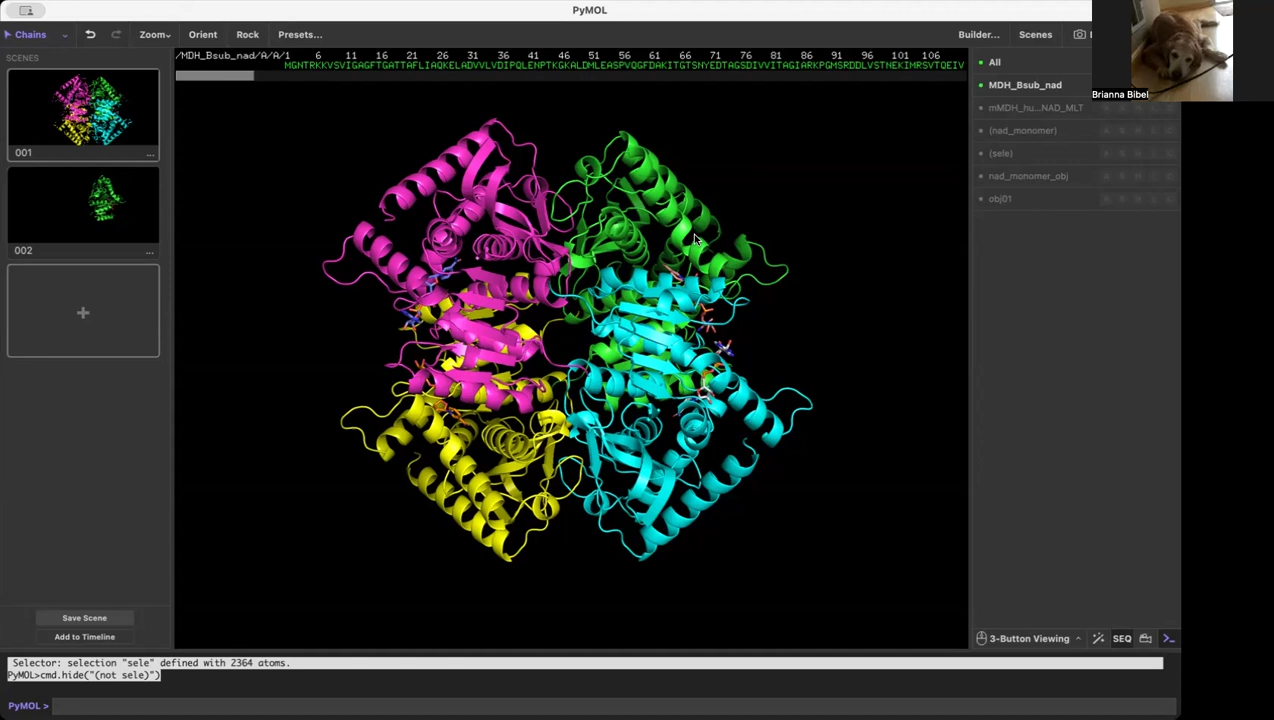 PyMOL
Chains
Zoom
Orient
Rock
Presets...
Builder...
Scenes
SCENES
001
...
002
...
+
/MDH_Bsub_nad/A/A/1 6 11 16 21 26 31 36 41 46 51 56 61 66 71 76 81 86 91 96 101 106
MGNTRKKVSVIGAGFTGATTAFLIAQKELADVVLVDIPQLENPTKGKALDMLEASPVQGFDAKITGTSNYEDTAGSDIVVITAGIARKPGMSRDDLVSTNEKIMRSVTQEIV
Brianna Bibel
All
MDH_Bsub_nad
mMDH_hu...NAD_MLT
(nad_monomer)
A S H L C
(sele)
A S H L C
nad_monomer_obj
A S H L C
obj01
A S H L C
Save Scene
Add to Timeline
3-Button Viewing
SEQ
Selector: selection "sele" defined with 2364 atoms.
PyMOL>cmd.hide("(not sele)")
PyMOL >